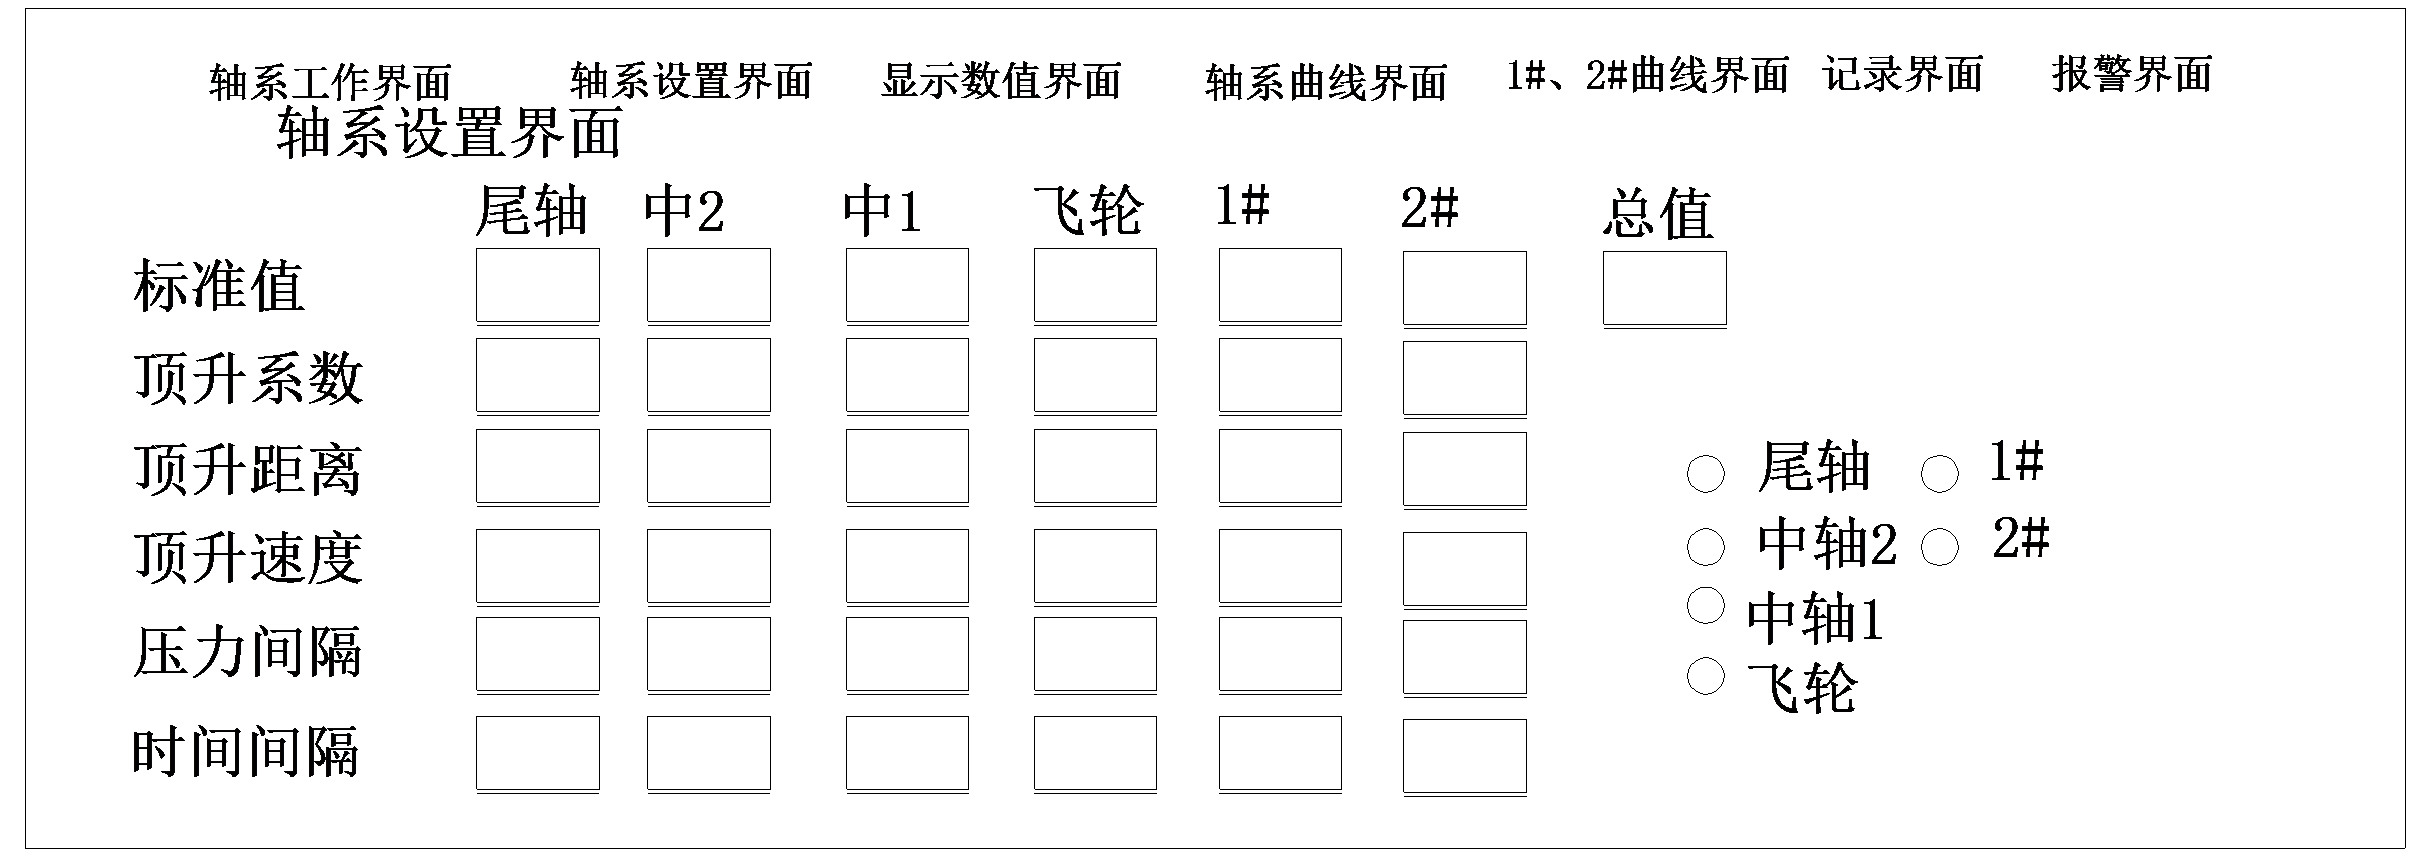 轴系工作界面 轴系设置界面 显示数值界面 轴系曲线界面 1#、2#曲线界面 记录界面 报警界面
轴系设置界面
尾轴 中2 中1 飞轮 1# 2# 总值
标准值
顶升系数
顶升距离
尾轴 1#
顶升速度
中轴2 2#
中轴1
压力间隔
飞轮
时间间隔